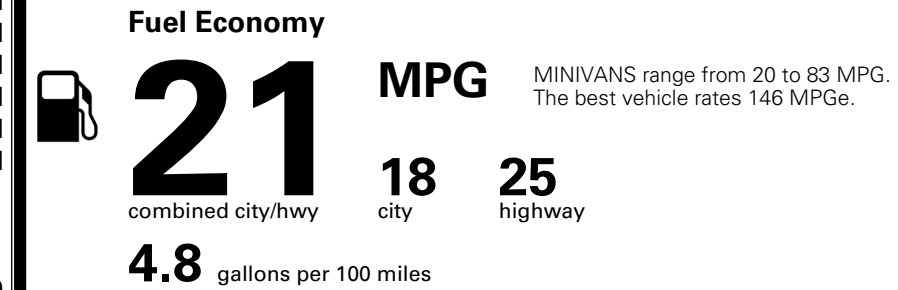 Fuel Economy
21 MPG
MINIVANS range from 20 to 83 MPG.
The best vehicle rates 146 MPGe.
18 25
combined city/hwy city highway
4.8 gallons per 100 miles